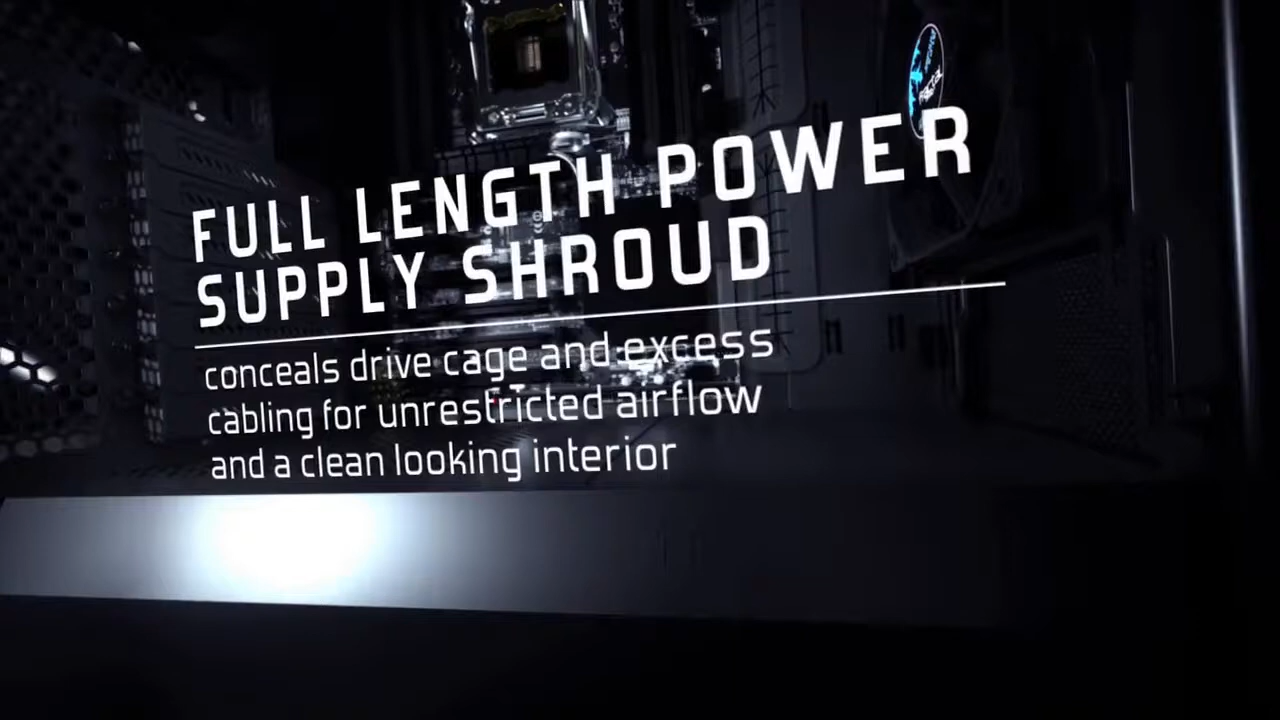 FULL LENGTH POWER
SUPPLY SHROUD
conceals drive cage and excess
cabling for unrestricted airflow
and a clean looking interior